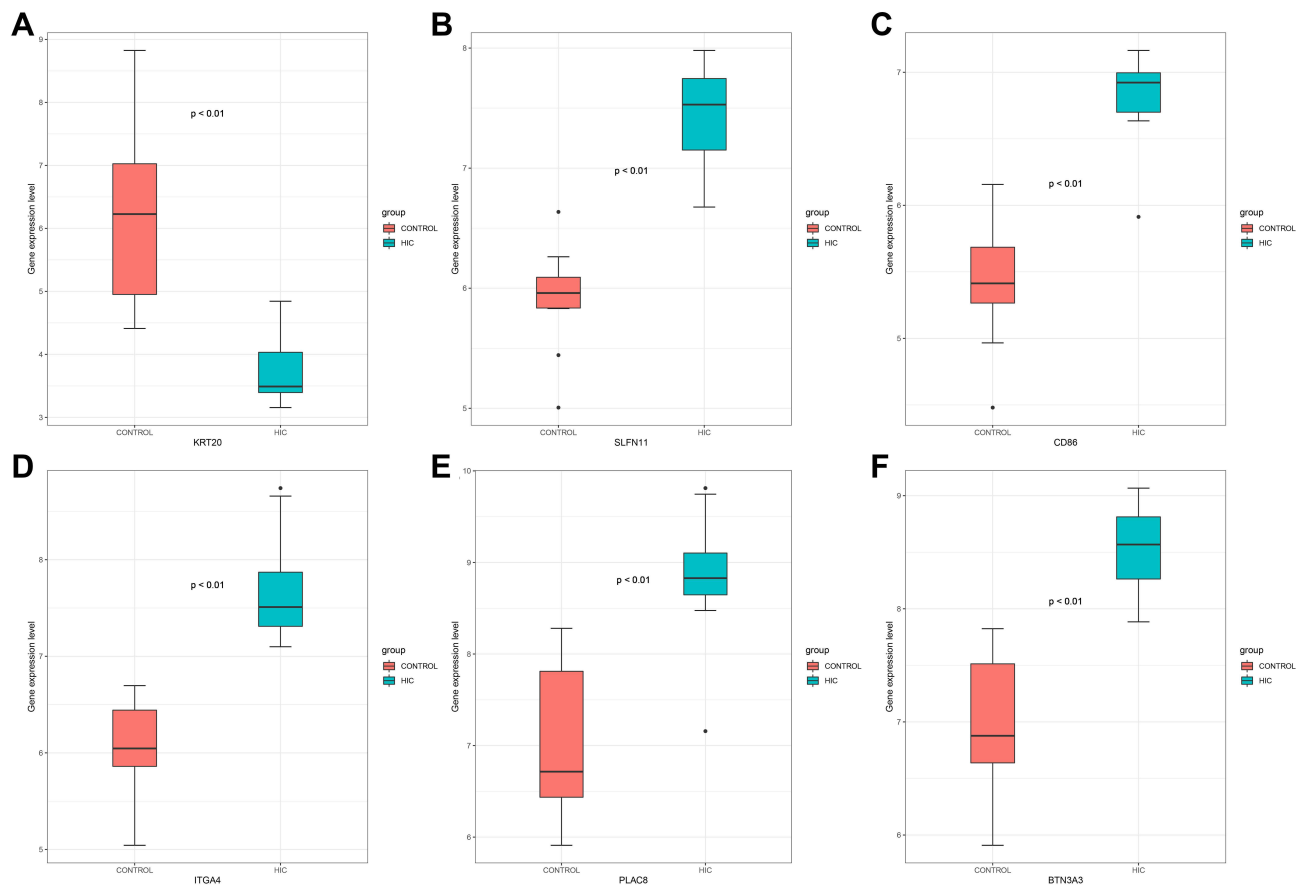 A
Gene expression level
9
8
7
6
5
4
3
p < 0.01
CONTROL
HIC
KRT20
group
CONTROL
HIC
B
Gene expression level
8
7
6
5
p < 0.01
CONTROL
HIC
SLFN11
group
CONTROL
HIC
C
Gene expression level
7
6
5
p < 0.01
CONTROL
HIC
CD86
group
CONTROL
HIC
D
Gene expression level
8
7
6
5
p < 0.01
CONTROL
HIC
ITGA4
group
CONTROL
HIC
E
Gene expression level
10
9
8
7
6
p < 0.01
CONTROL
HIC
PLAC8
group
CONTROL
HIC
F
Gene expression level
9
8
7
6
p < 0.01
CONTROL
HIC
BTN3A3
group
CONTROL
HIC